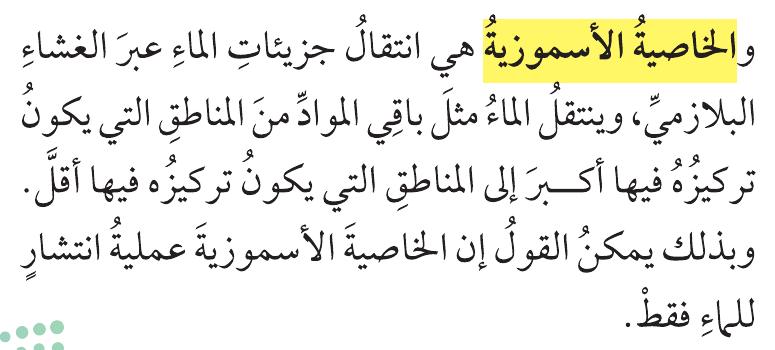 والخاصيةُ الأسموزيةُ هي انتقالُ جزيئاتِ الماءِ عبرَ الغشاءِ
البلازميِّ، وينتقلُ الماءُ مثلَ باقِي الموادِّ منَ المناطقِ التي يكونُ
تركيزُهُ فيها أكـــبرَ إلى المناطقِ التي يكونُ تركيزُه فيها أقلَّ.
وبذلك يمكنُ القولُ إن الخاصيةَ الأسموزيةَ عمليةُ انتشارٍ
للماءِ فقطْ.